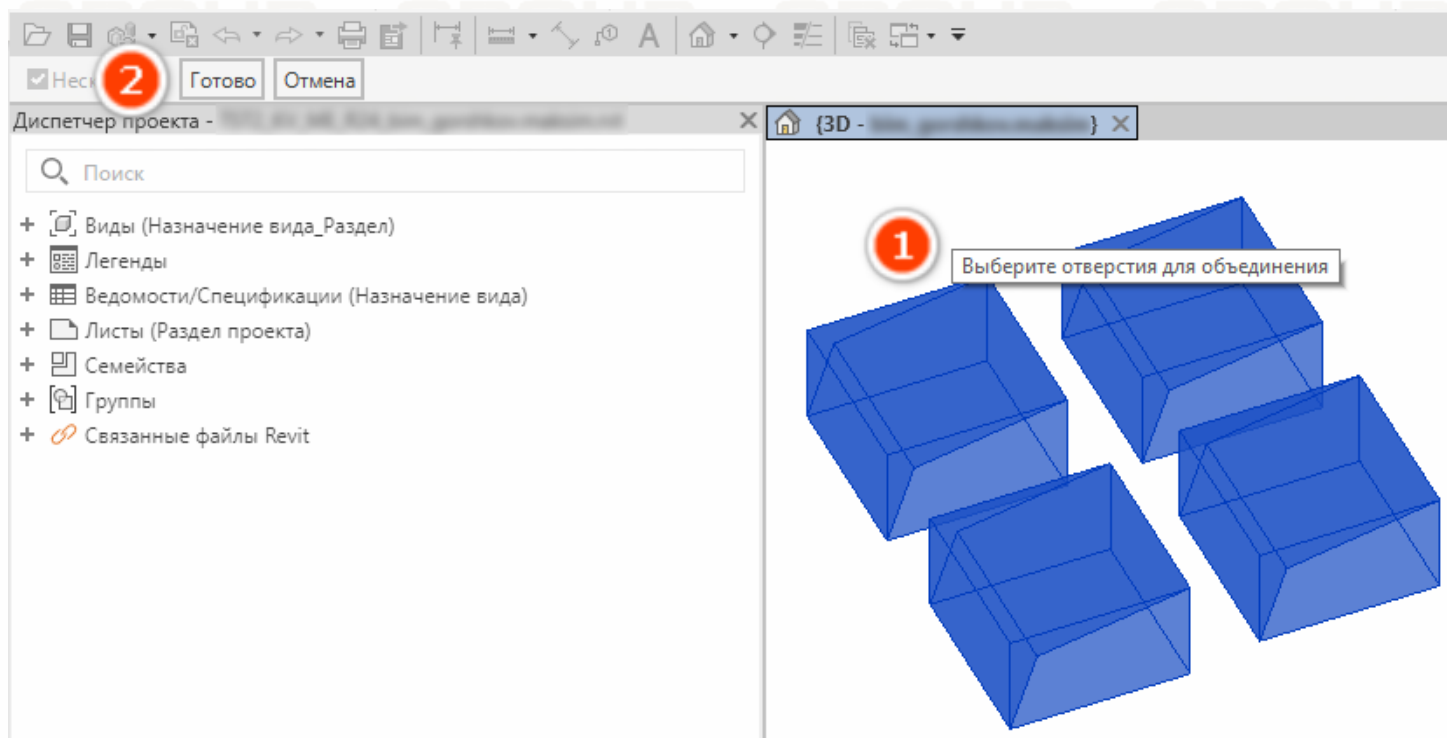 Неск 2 Готово Отмена
Диспетчер проекта -
{3D - }
Поиск
Виды (Назначение вида_Раздел)
Легенды
Ведомости/Спецификации (Назначение вида)
Листы (Раздел проекта)
Семейства
Группы
Связанные файлы Revit
1
Выберите отверстия для объединения